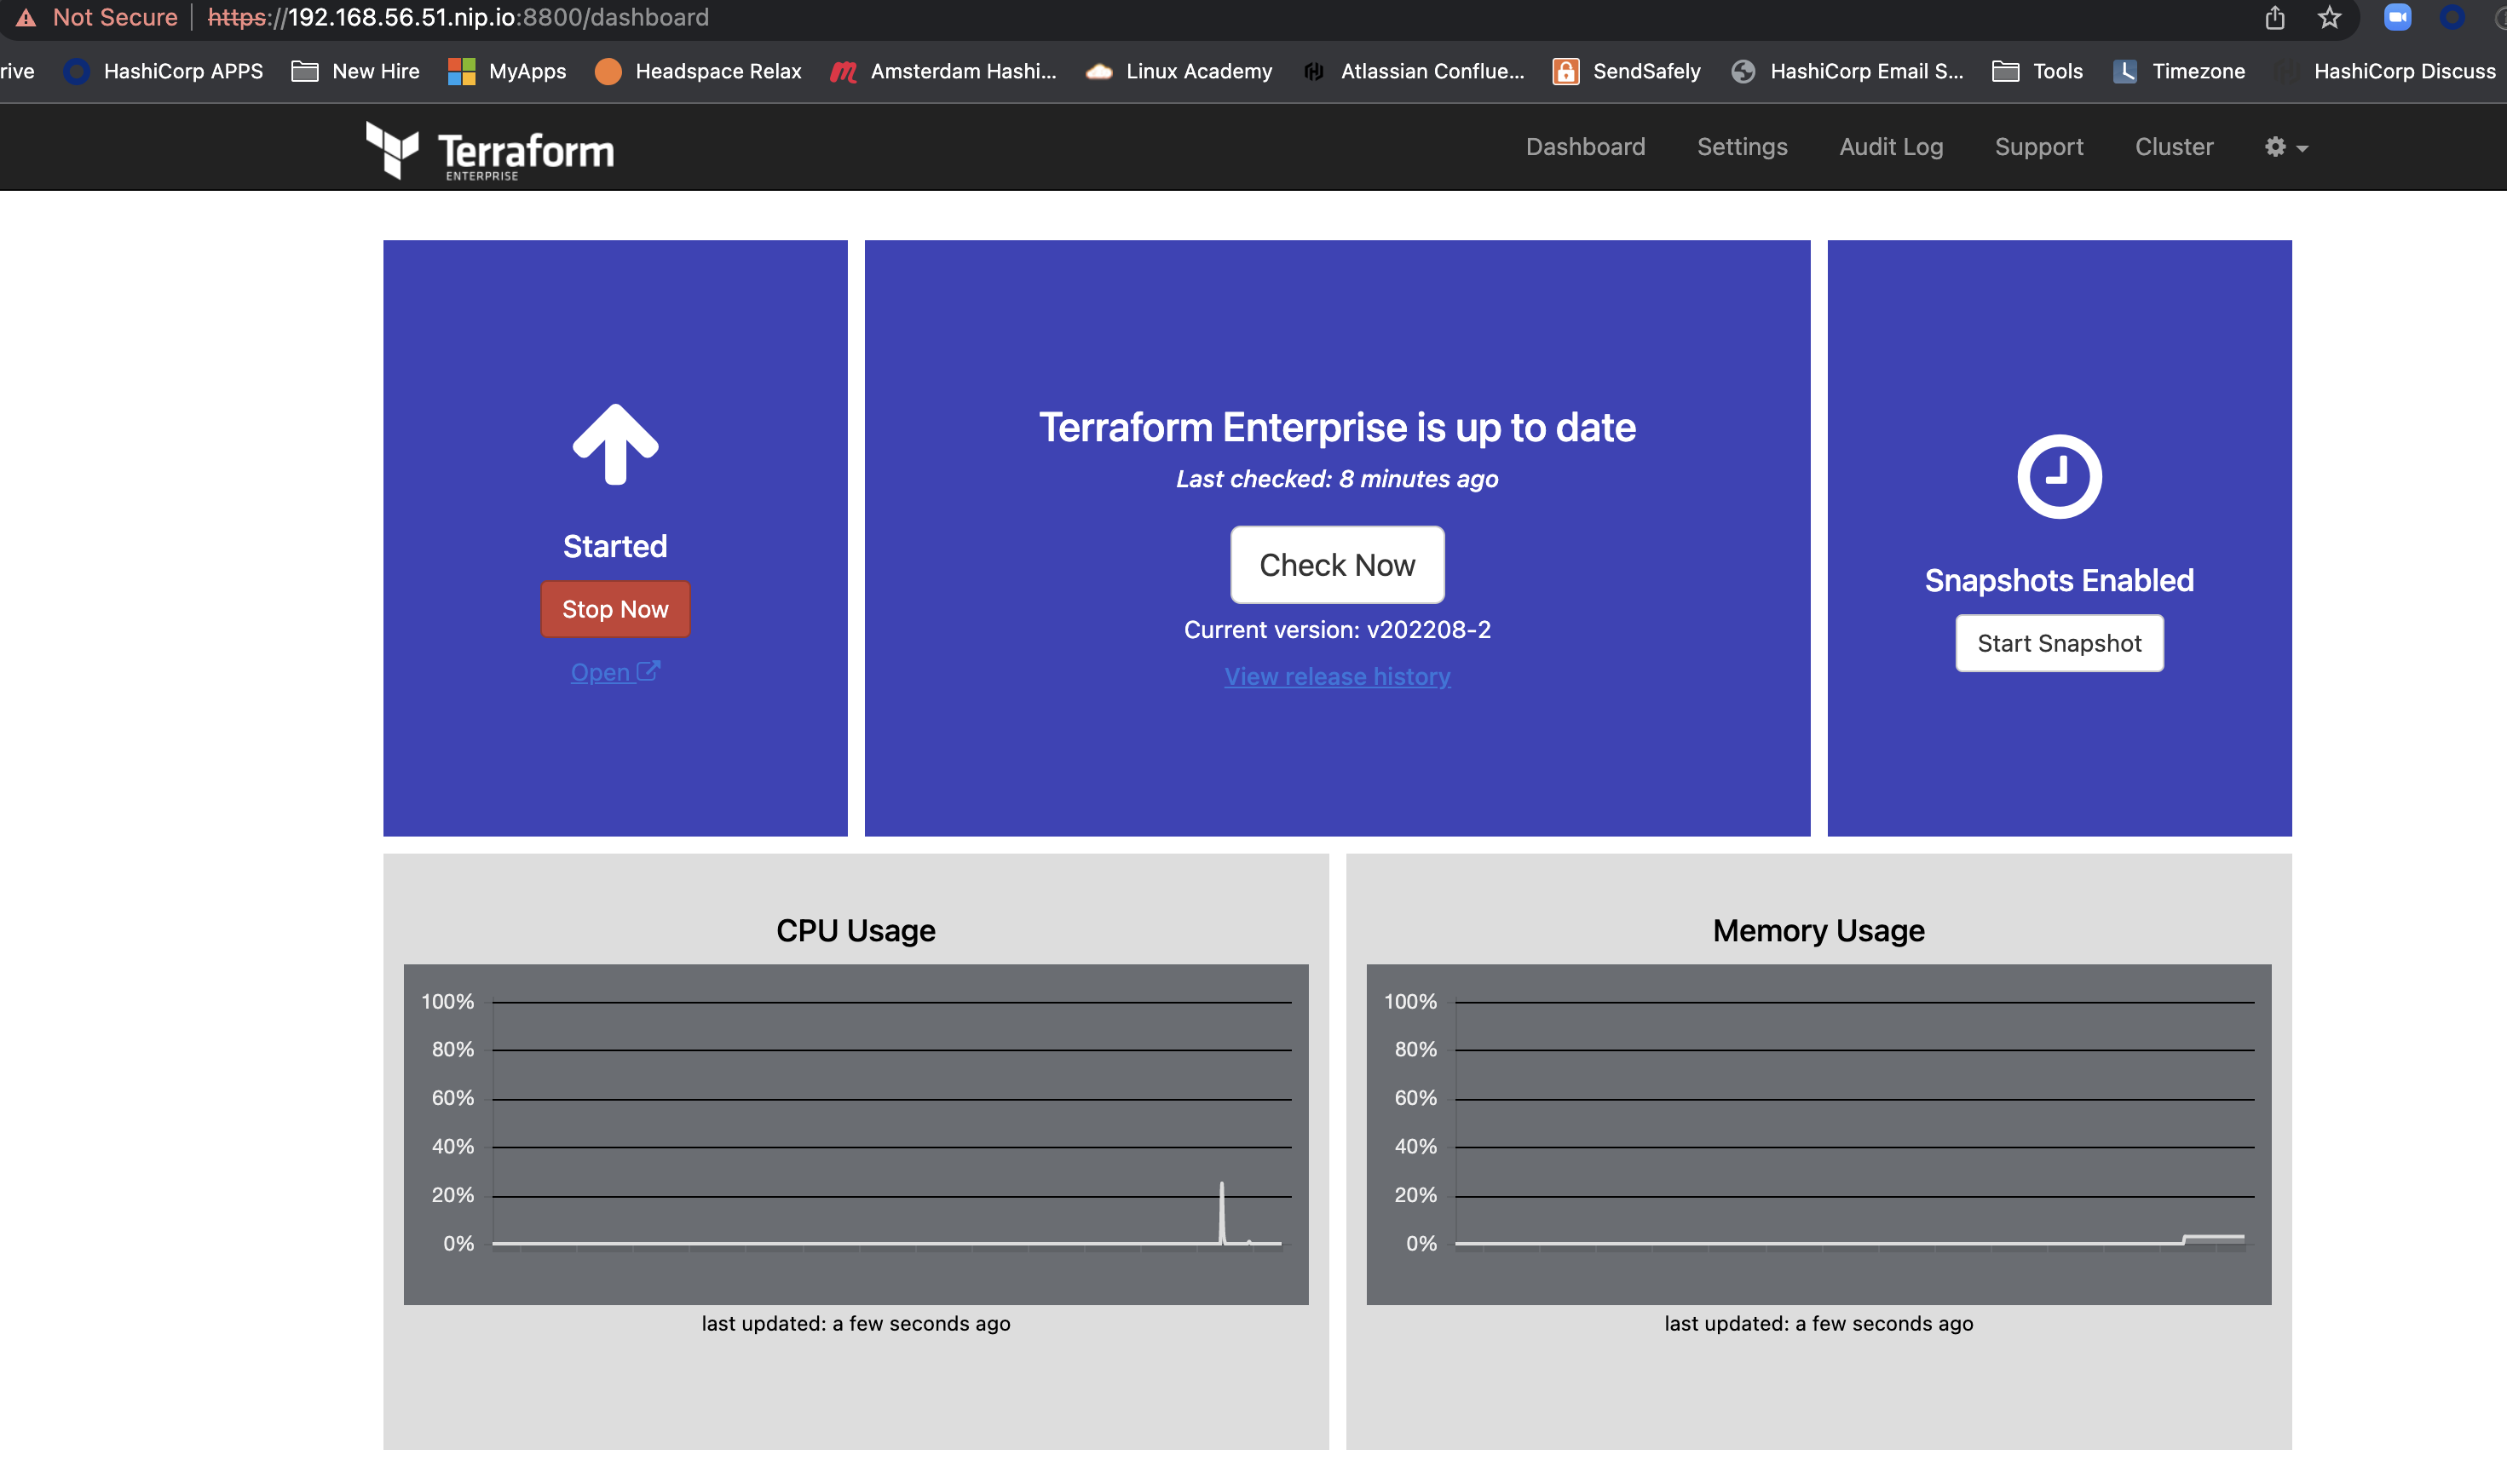 Not Secure https://192.168.56.51.nip.io:8800/dashboard
rive HashiCorp APPS New Hire MyApps Headspace Relax Amsterdam Hashi... Linux Academy Atlassian Conflue... SendSafely HashiCorp Email S... Tools Timezone HashiCorp Discuss
Terraform
ENTERPRISE
Dashboard Settings Audit Log Support Cluster
Started
Stop Now
Open
Terraform Enterprise is up to date
Last checked: 8 minutes ago
Check Now
Current version: v202208-2
View release history
Snapshots Enabled
Start Snapshot
CPU Usage
100%
80%
60%
40%
20%
0%
last updated: a few seconds ago
Memory Usage
100%
80%
60%
40%
20%
0%
last updated: a few seconds ago